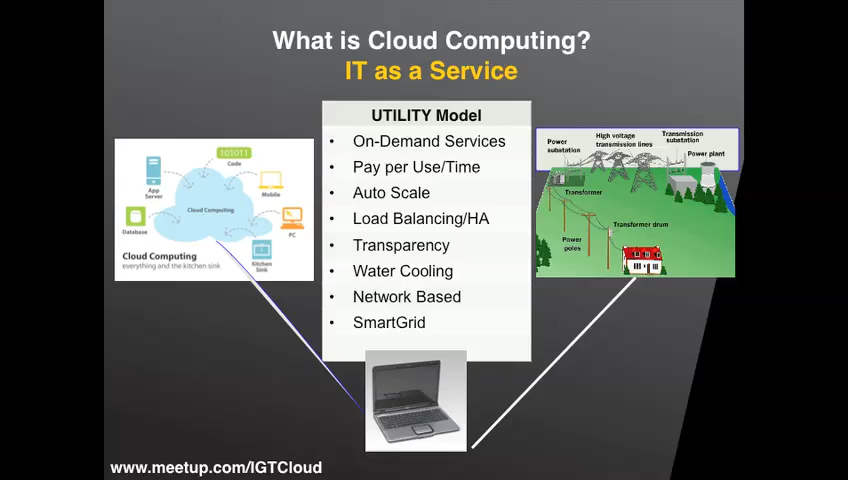 What is Cloud Computing?
IT as a Service
UTILITY Model
• On-Demand Services
• Pay per Use/Time
• Auto Scale
• Load Balancing/HA
• Transparency
• Water Cooling
• Network Based
• SmartGrid
101011
Code
App
Server
Mobile
Cloud Computing
Database
PC
Kitchen
Sink
Cloud Computing
everything and the kitchen sink
Power
substation
High voltage
transmission lines
Transmission
substation
Power plant
Transformer
Transformer drum
Power
poles
www.meetup.com/IGTCloud